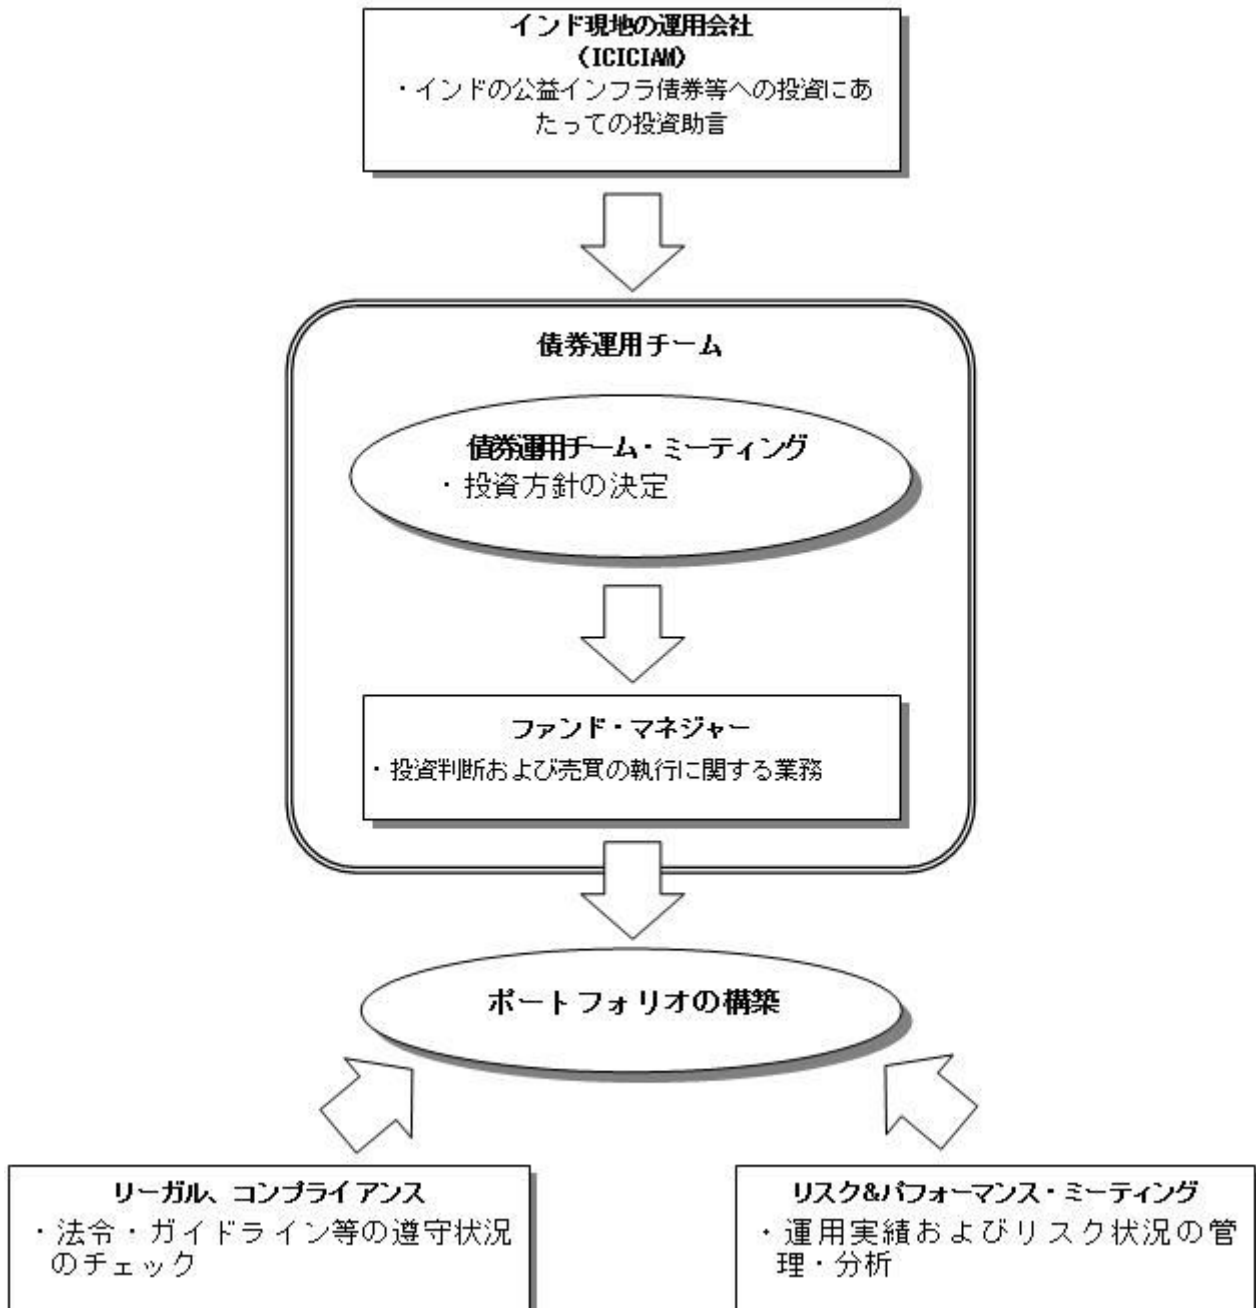 インド現地の運用会社
(ICICIAM)
・インドの公益インフラ債券等への投資にあ
たっての投資助言
債券運用チーム
債券運用チーム・ミーティング
・投資方針の決定
ファンド・マネジャー
・投資判断および売買の執行に関する業務
ポートフォリオの構築
リーガル、コンプライアンス
・法令・ガイドライン等の遵守状況
のチェック
リスク&パフォーマンス・ミーティング
・運用実績およびリスク状況の管
理・分析